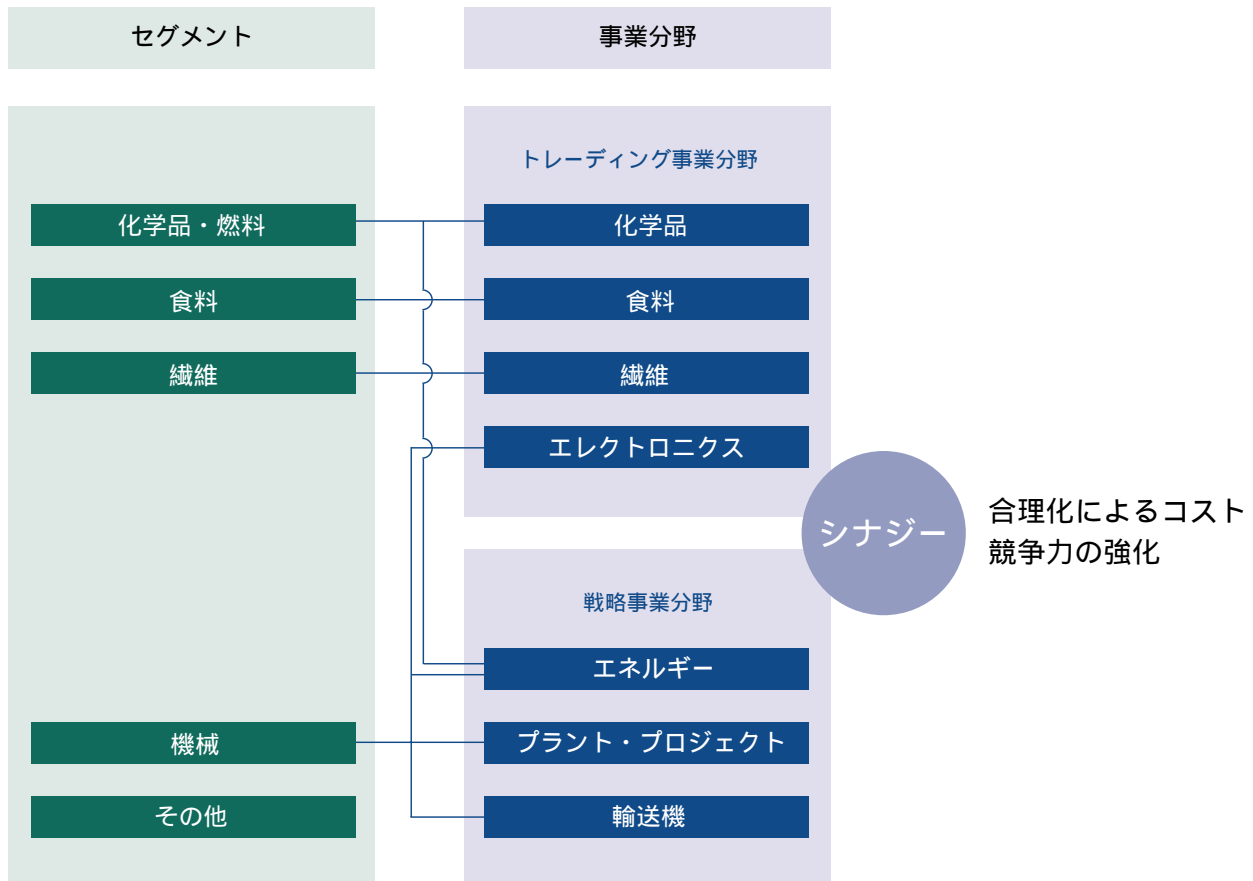 セグメント
事業分野
トレーディング事業分野
化学品・燃料
化学品
食料
食料
繊維
繊維
エレクトロニクス
シナジー
合理化によるコスト
競争力の強化
戦略事業分野
エネルギー
機械
プラント・プロジェクト
その他
輸送機